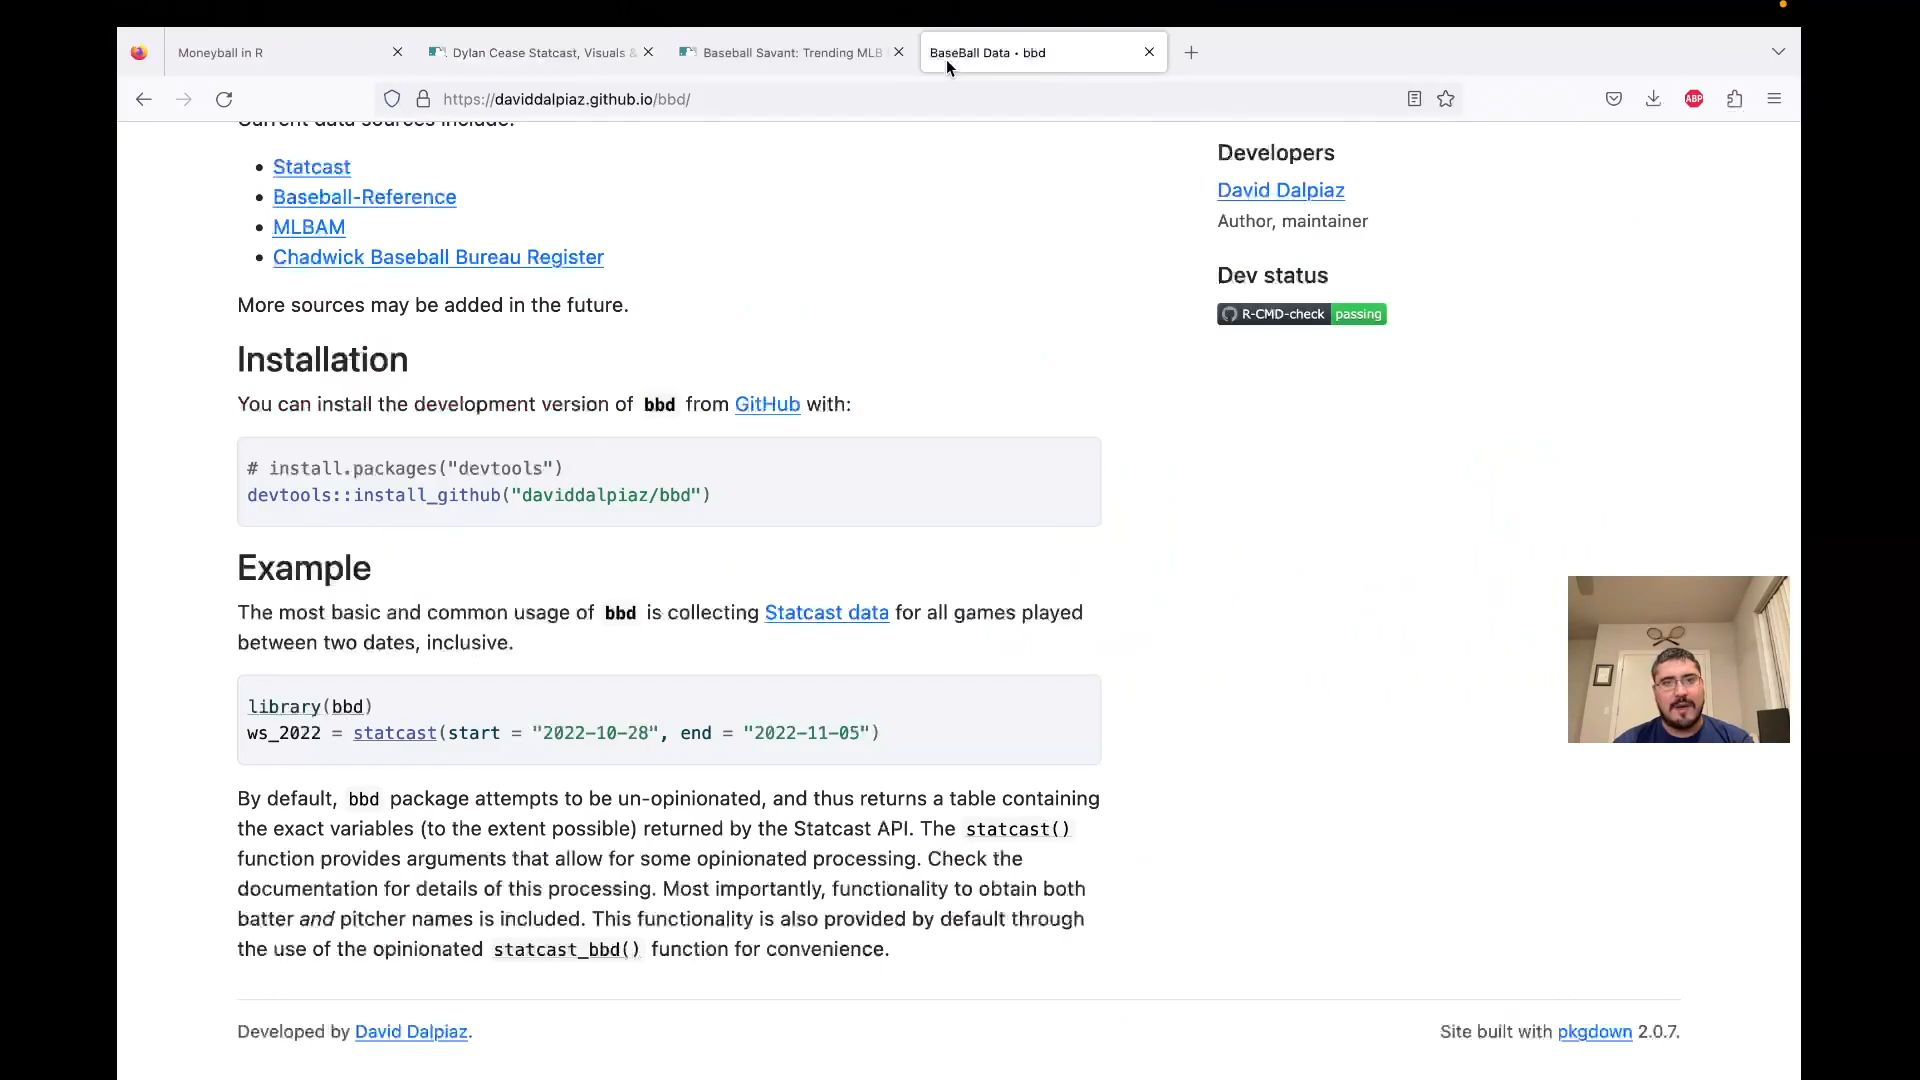 Moneyball in R
Dylan Cease Statcast, Visuals &
Baseball Savant: Trending MLB
BaseBall Data • bbd
https://daviddalpiaz.github.io/bbd/
ABP
Current data sources include:
Statcast
Baseball-Reference
MLBAM
Chadwick Baseball Bureau Register
More sources may be added in the future.
Installation
You can install the development version of bbd from GitHub with:
# install.packages("devtools")
devtools::install_github("daviddalpiaz/bbd")
Example
The most basic and common usage of bbd is collecting Statcast data for all games played
between two dates, inclusive.
library(bbd)
ws_2022 = statcast(start = "2022-10-28", end = "2022-11-05")
By default, bbd package attempts to be un-opinionated, and thus returns a table containing
the exact variables (to the extent possible) returned by the Statcast API. The statcast()
function provides arguments that allow for some opinionated processing. Check the
documentation for details of this processing. Most importantly, functionality to obtain both
batter and pitcher names is included. This functionality is also provided by default through
the use of the opinionated statcast_bbd() function for convenience.
Developers
David Dalpiaz
Author, maintainer
Dev status
R-CMD-check passing
Developed by David Dalpiaz.
Site built with pkgdown 2.0.7.